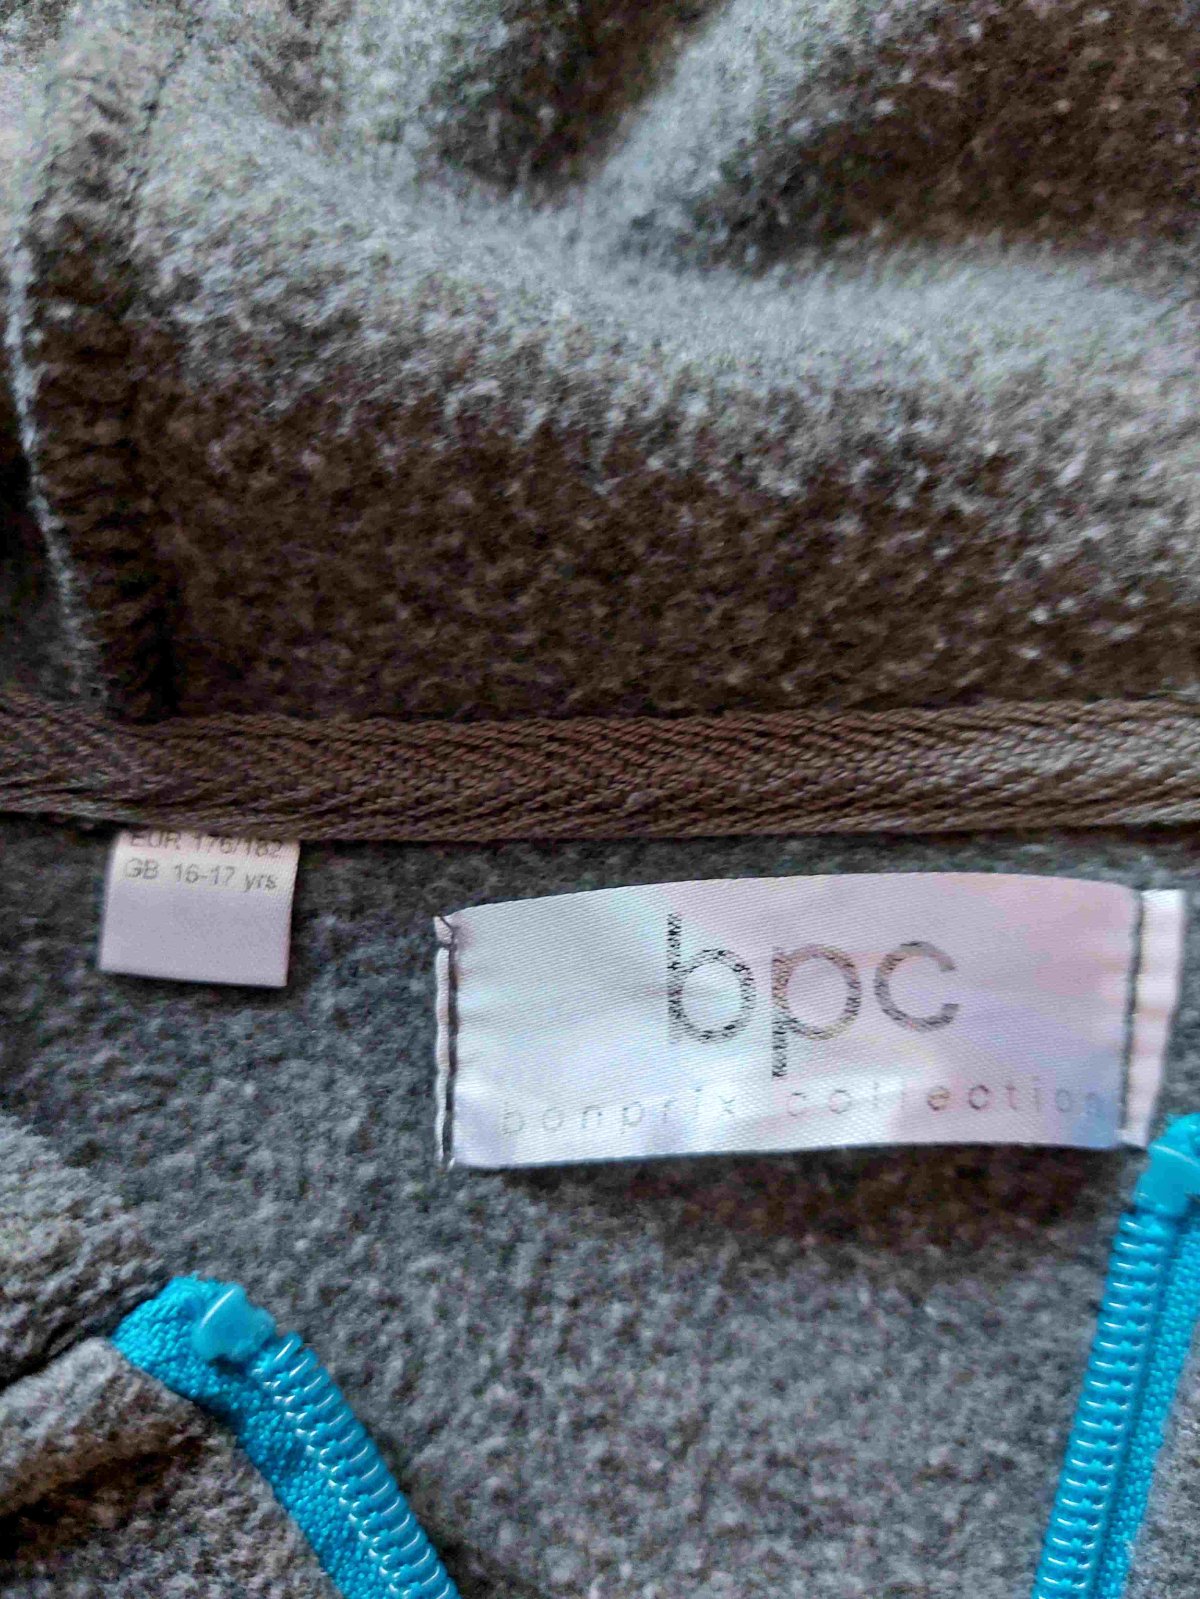 EUR 176/182
GB 16-17 yrs
bpc
bonprix collection